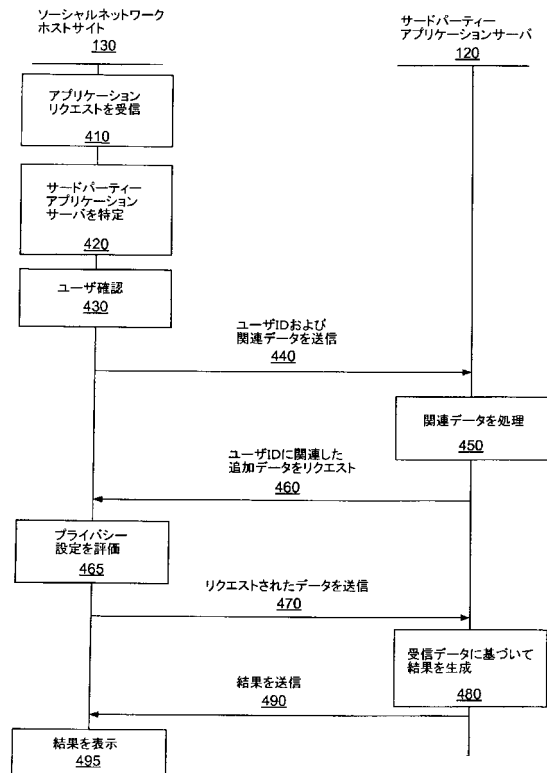 ソーシャルネットワーク
ホストサイト
130
サードパーティー
アプリケーションサーバ
120
アプリケーション
リクエストを受信
410
サードパーティー
アプリケーション
サーバを特定
420
ユーザ確認
430
ユーザIDおよび
関連データを送信
440
関連データを処理
450
ユーザIDに関連した
追加データをリクエスト
460
プライバシー
設定を評価
465
リクエストされたデータを送信
470
受信データに基づいて
結果を生成
480
結果を送信
490
結果を表示
495